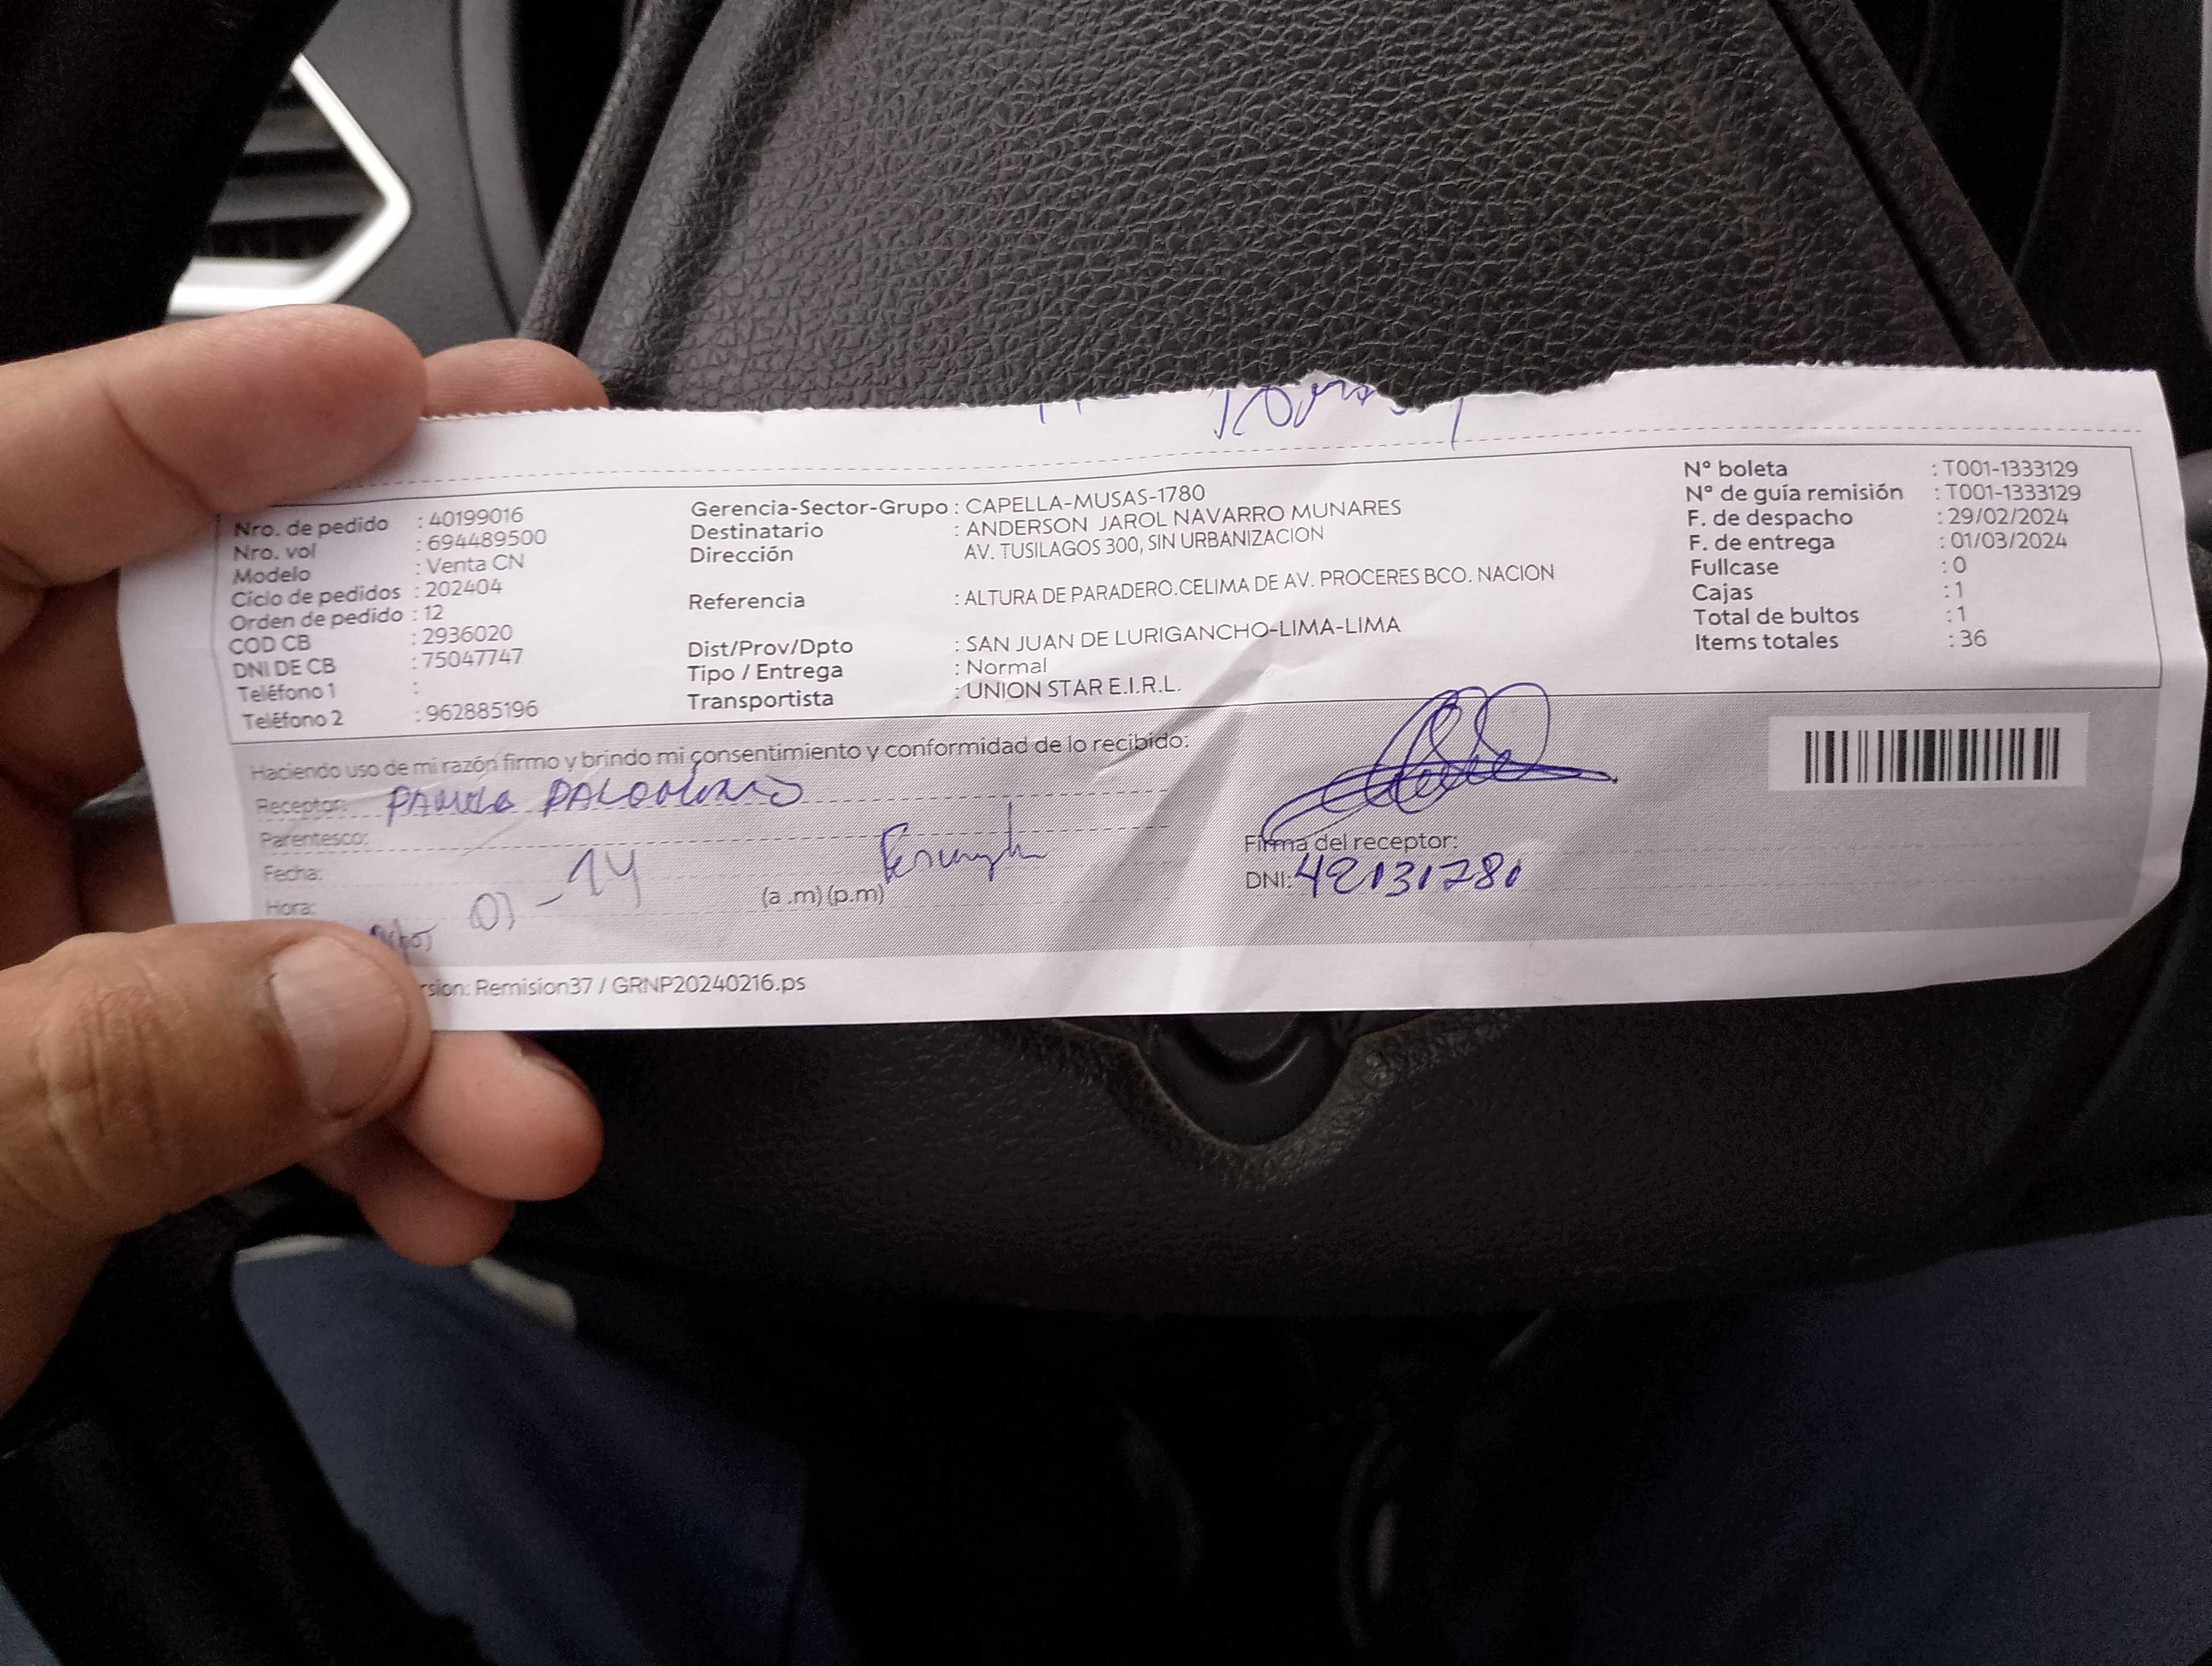 Nro. de pedido : 40199016
Nro. vol : 694489500
Modelo : Venta CN
Ciclo de pedidos : 202404
Orden de pedido : 12
COD CB : 2936020
DNI DE CB : 75047747
Teléfono 1 :
Teléfono 2 : 962885196
Gerencia-Sector-Grupo : CAPELLA-MUSAS-1780
Destinatario : ANDERSON JAROL NAVARRO MUNARES
Dirección AV. TUSILAGOS 300, SIN URBANIZACION
Referencia : ALTURA DE PARADERO.CELIMA DE AV. PROCERES BCO. NACION
Dist/Prov/Dpto : SAN JUAN DE LURIGANCHO-LIMA-LIMA
Tipo / Entrega : Normal
Transportista : UNION STAR E.I.R.L.
N° boleta : T001-1333129
N° de guía remisión : T001-1333129
F. de despacho : 29/02/2024
F. de entrega : 01/03/2024
Fullcase : 0
Cajas : 1
Total de bultos : 1
Items totales : 36
Haciendo uso de mi razón firmo y brindo mi consentimiento y conformidad de lo recibido:
Receptor: PALOMINO
Parentesco:
Fecha: 14
Hora: (a .m) (p.m)
Firma del receptor:
DNI: 42131781
rsion: Remision37 / GRNP20240216.ps